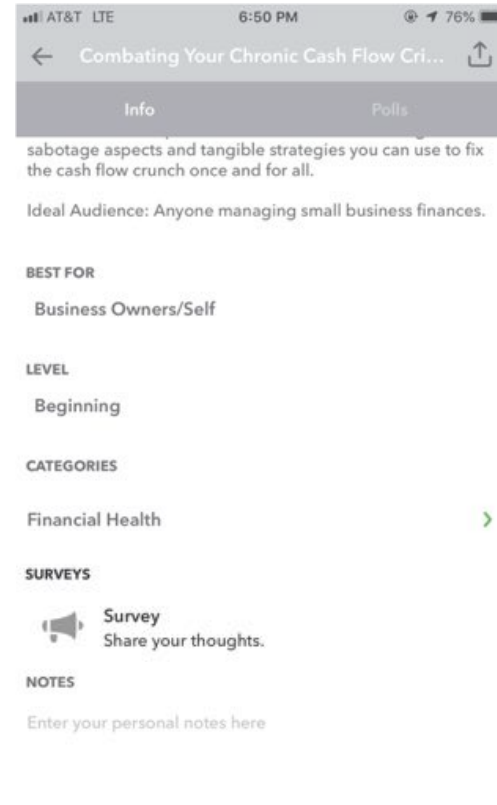 AT&T LTE 6:50 PM 76%
Combating Your Chronic Cash Flow Cri...
Info Polls
sabotage aspects and tangible strategies you can use to fix
the cash flow crunch once and for all.
Ideal Audience: Anyone managing small business finances.
BEST FOR
Business Owners/Self
LEVEL
Beginning
CATEGORIES
Financial Health
SURVEYS
Survey
Share your thoughts.
NOTES
Enter your personal notes here